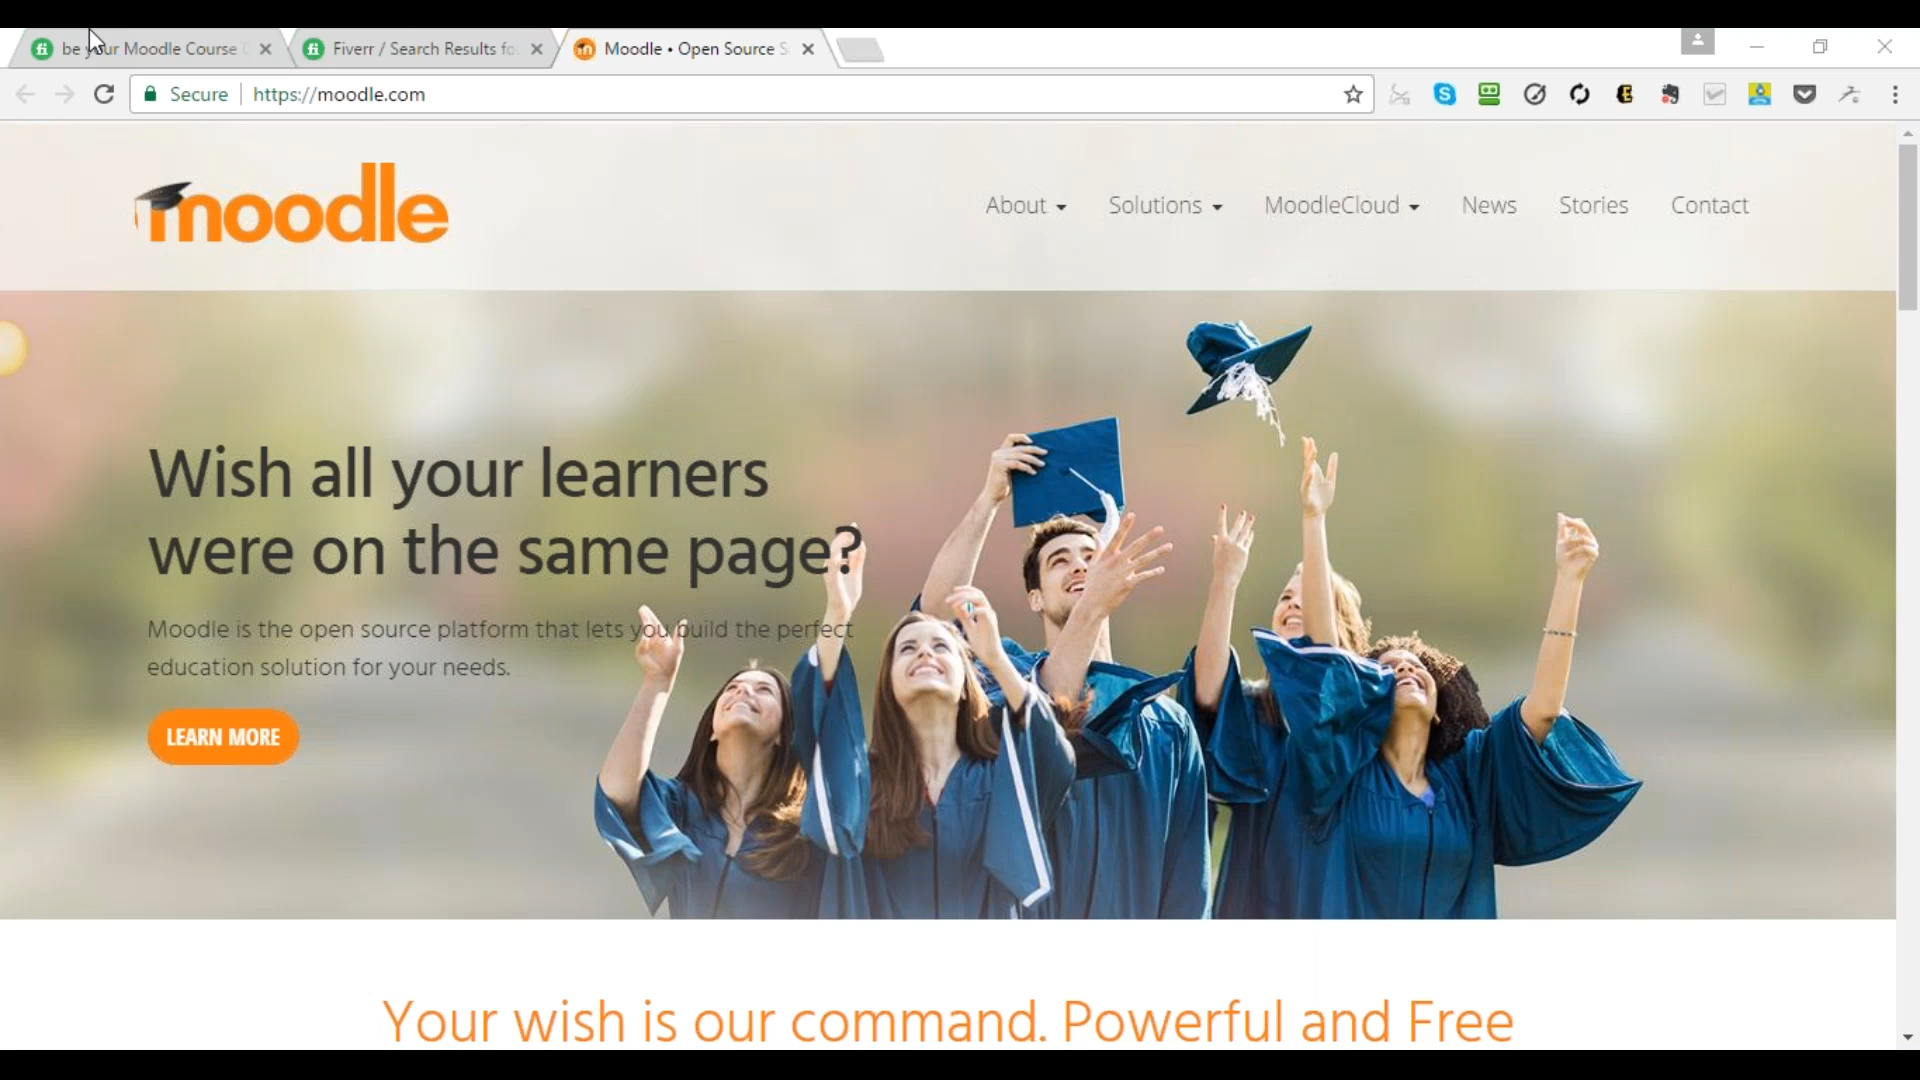 be your Moodle Course
Fiverr / Search Results fo
Moodle • Open Source S
Secure
https://moodle.com
moodle
About
Solutions
MoodleCloud
News
Stories
Contact
Wish all your learners
were on the same page?
Moodle is the open source platform that lets you build the perfect
education solution for your needs.
LEARN MORE
Your wish is our command. Powerful and Free